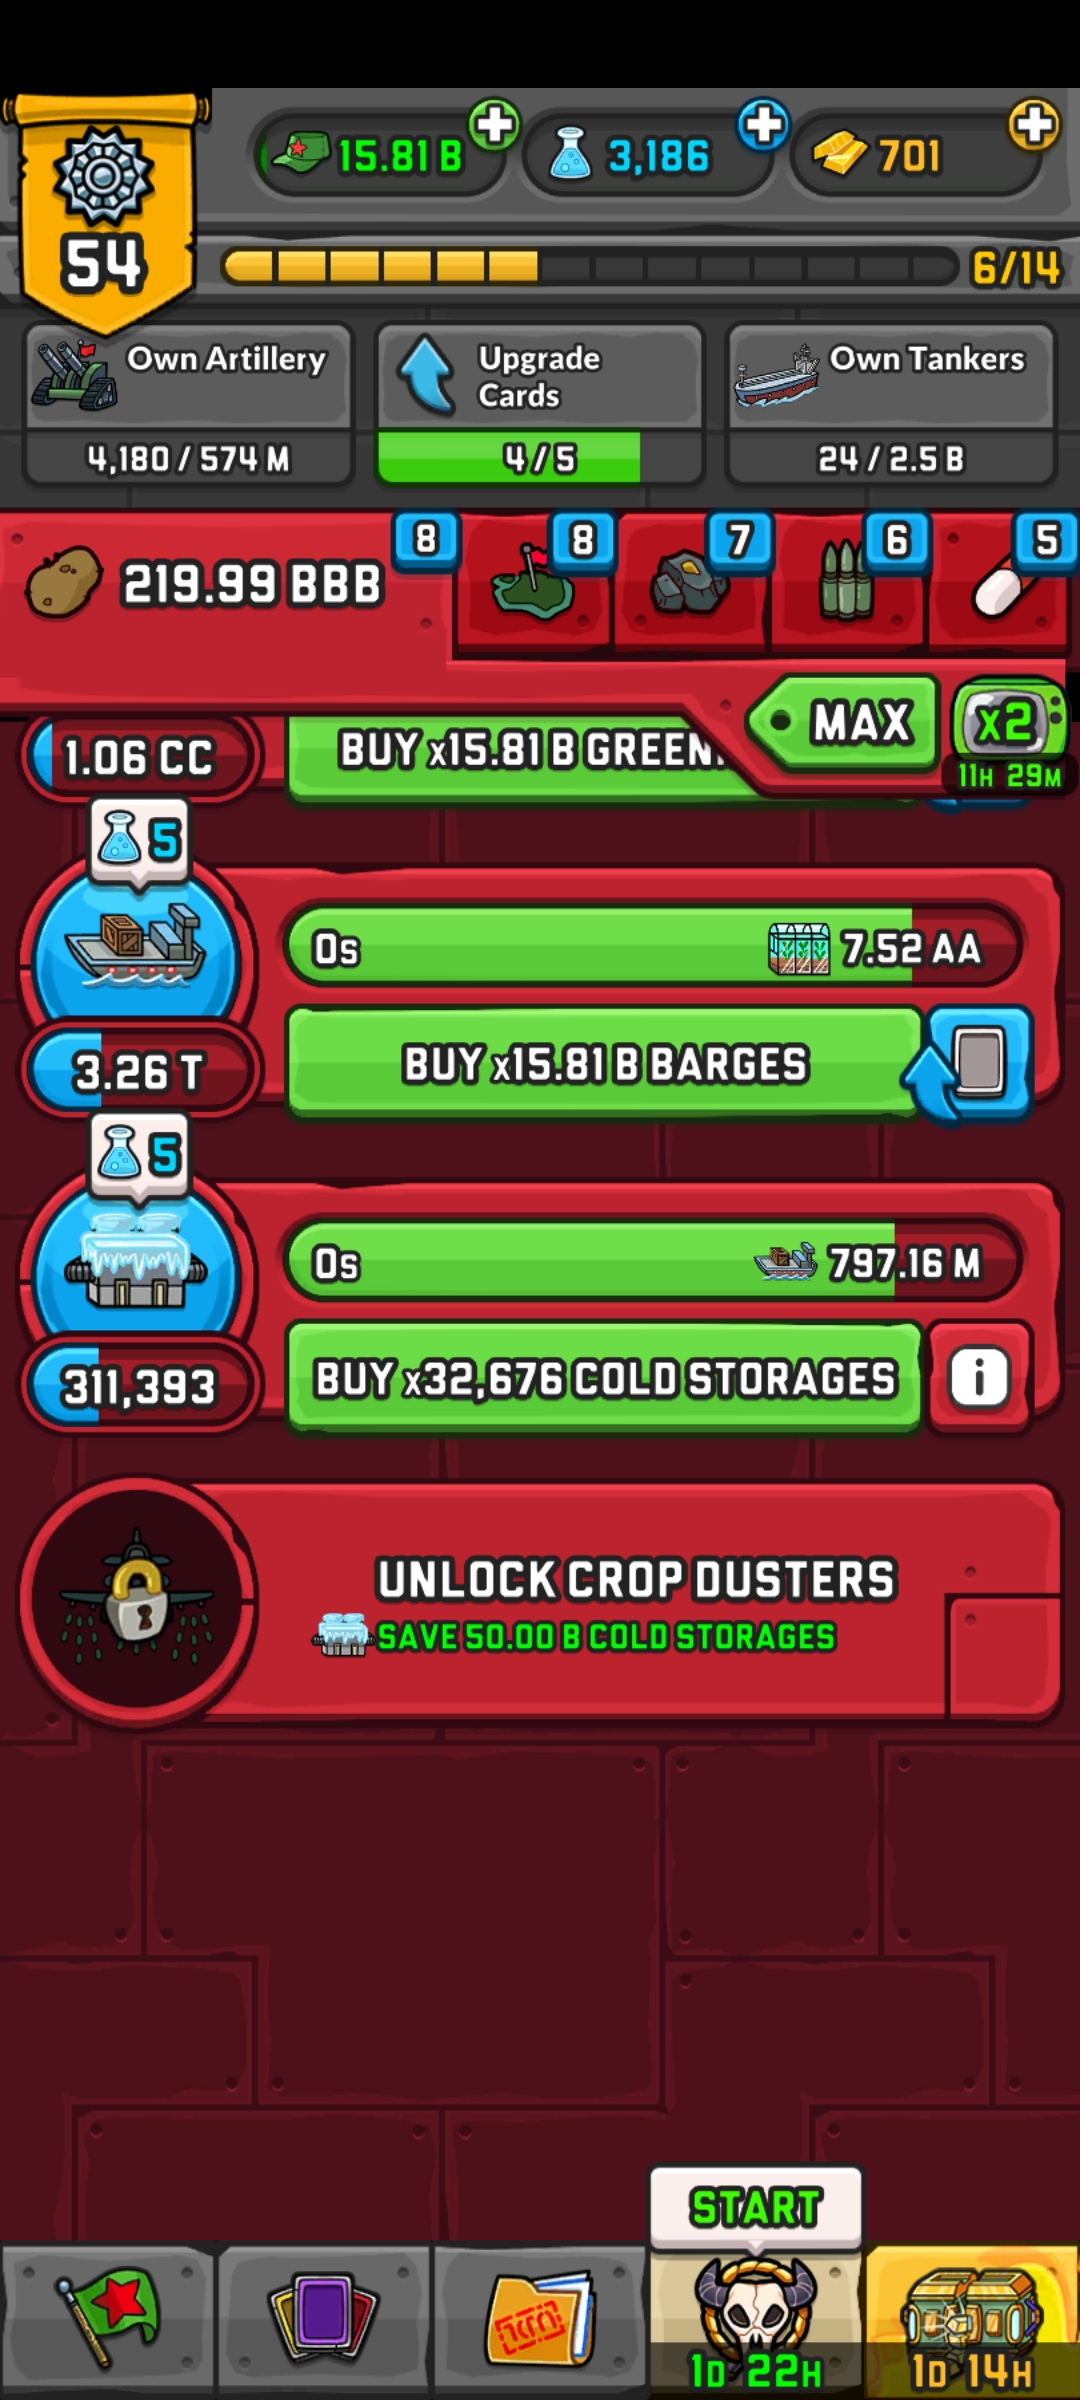 15.81 B
3,186
701
54
6/14
Own Artillery
4,180 / 574 M
Upgrade
Cards
4 / 5
Own Tankers
24 / 2.5 B
219.99 BBB
8
8
7
6
5
MAX
x2
11H 29M
1.06 CC
BUY x15.81 B GREEN
5
0s
7.52 AA
3.26 T
BUY x15.81 B BARGES
5
0s
797.16 M
311,393
BUY x32,676 COLD STORAGES
i
UNLOCK CROP DUSTERS
SAVE 50.00 B COLD STORAGES
START
1D 22H
1D 14H